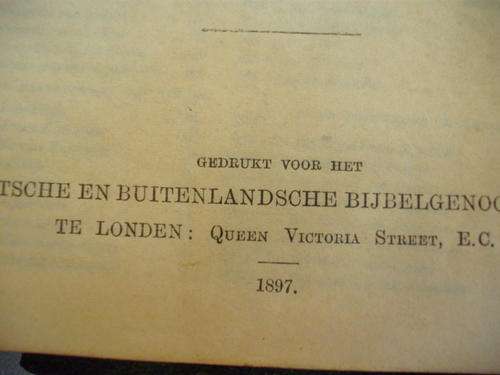 GEDRUKT VOOR HET
TSCHE EN BUITENLANDSCHE BIJBELGENOO
TE LONDEN: QUEEN VICTORIA STREET, E.C.
1897.